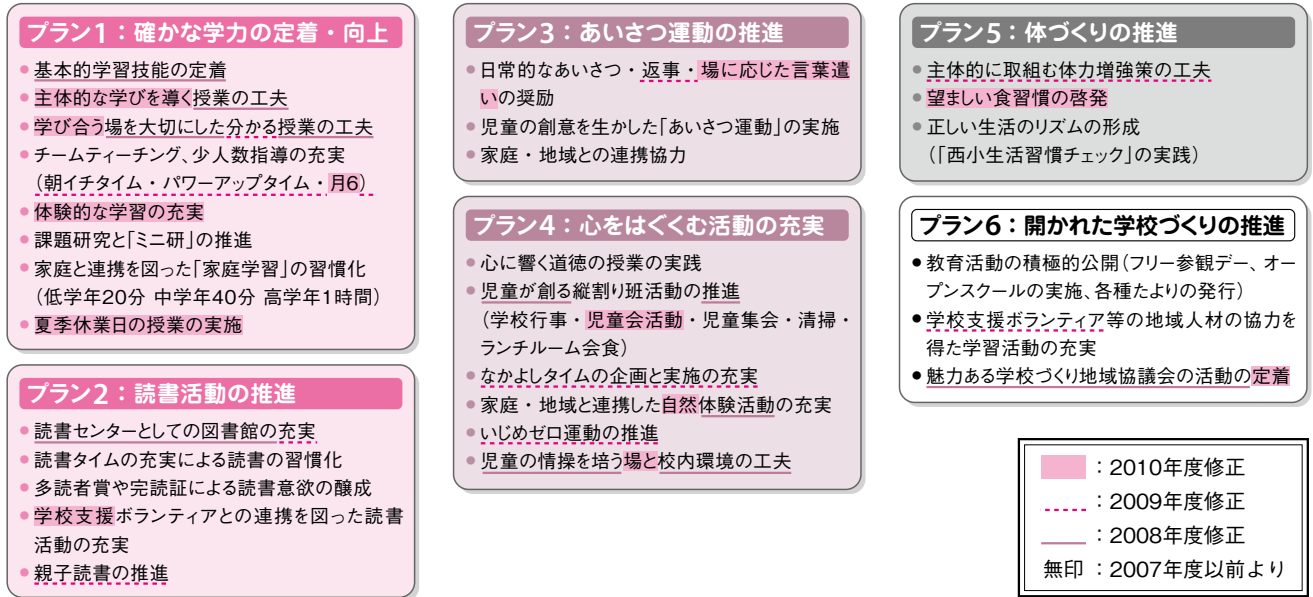 プラン1：確かな学力の定着・向上
●基本的学習技能の定着
●主体的な学びを導く授業の工夫
●学び合う場を大切にした分かる授業の工夫
●チームティーチング、少人数指導の充実
（朝イチタイム・パワーアップタイム・月6）
●体験的な学習の充実
●課題研究と「ミニ研」の推進
●家庭と連携を図った「家庭学習」の習慣化
（低学年20分 中学年40分 高学年1時間）
●夏季休業日の授業の実施
プラン2：読書活動の推進
●読書センターとしての図書館の充実
●読書タイムの充実による読書の習慣化
●多読者賞や完読証による読書意欲の醸成
●学校支援ボランティアとの連携を図った読書
活動の充実
●親子読書の推進
プラン3：あいさつ運動の推進
●日常的なあいさつ・返事・場に応じた言葉遣
いの奨励
●児童の創意を生かした「あいさつ運動」の実施
●家庭・地域との連携協力
プラン4：心をはぐくむ活動の充実
●心に響く道徳の授業の実践
●児童が創る縦割り班活動の推進
（学校行事・児童会活動・児童集会・清掃・
ランチルーム会食）
●なかよしタイムの企画と実施の充実
●家庭・地域と連携した自然体験活動の充実
●いじめゼロ運動の推進
●児童の情操を培う場と校内環境の工夫
プラン5：体づくりの推進
●主体的に取組む体力増強策の工夫
●望ましい食習慣の啓発
●正しい生活のリズムの形成
（「西小生活習慣チェック」の実践）
プラン6：開かれた学校づくりの推進
●教育活動の積極的公開（フリー参観デー、オー
プンスクールの実施、各種たよりの発行）
●学校支援ボランティア等の地域人材の協力を
得た学習活動の充実
●魅力ある学校づくり地域協議会の活動の定着
：2010年度修正
：2009年度修正
：2008年度修正
無印：2007年度以前より